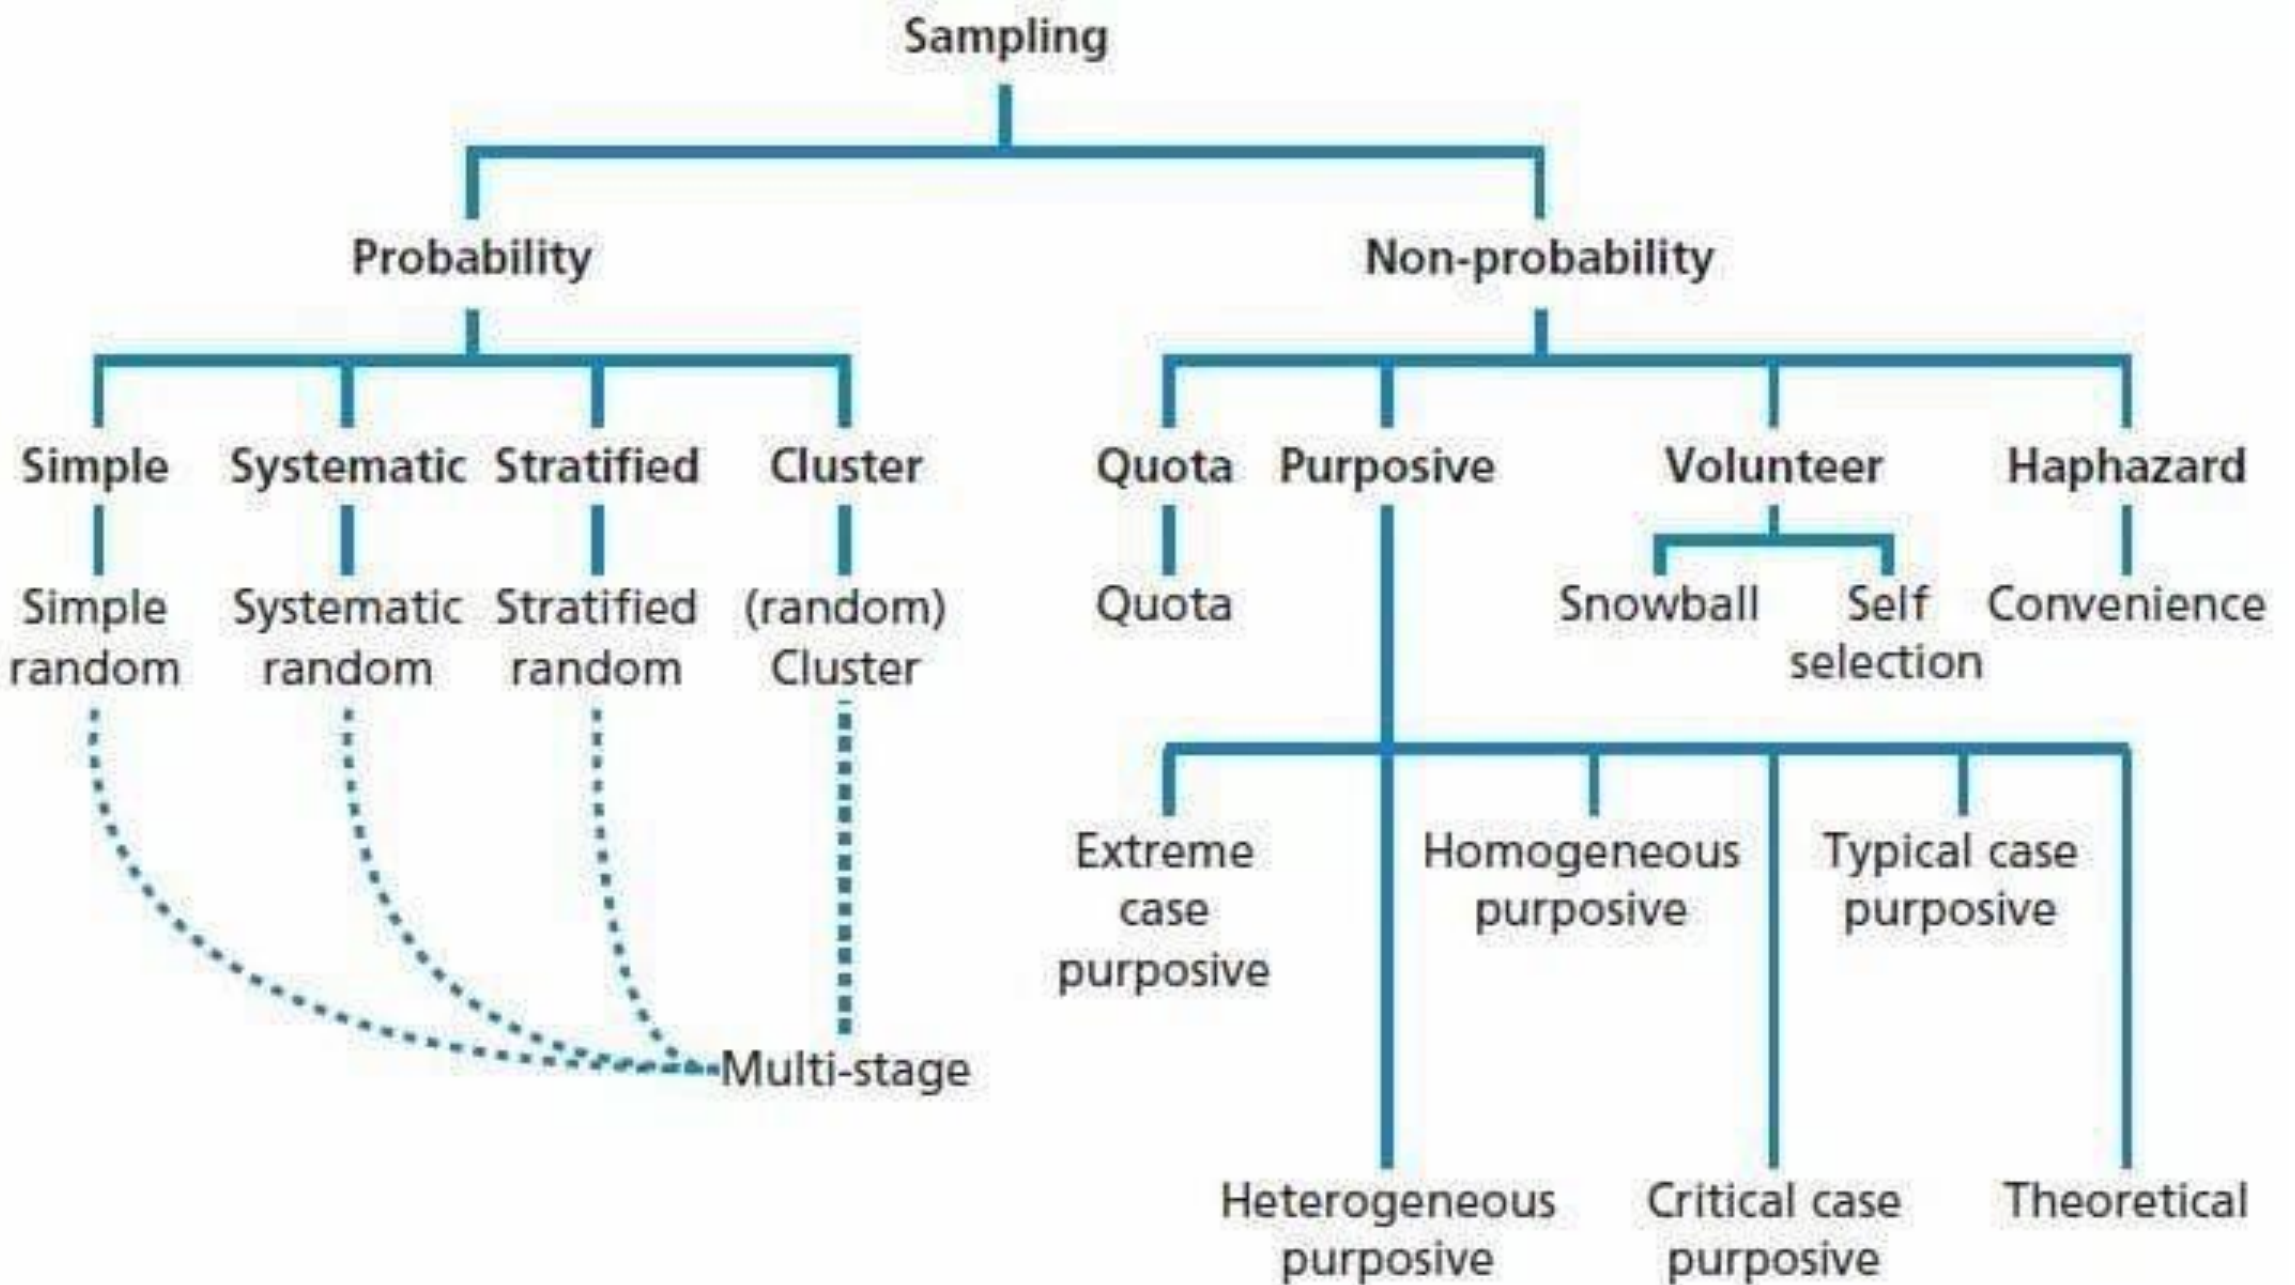 Sampling
Probability
Non-probability
Simple
Systematic
Stratified
Cluster
Quota
Purposive
Volunteer
Haphazard
Simple
random
Systematic
random
Stratified
random
(random)
Cluster
Quota
Snowball
Self
selection
Convenience
Extreme
case
purposive
Homogeneous
purposive
Typical case
purposive
Multi-stage
Heterogeneous
purposive
Critical case
purposive
Theoretical